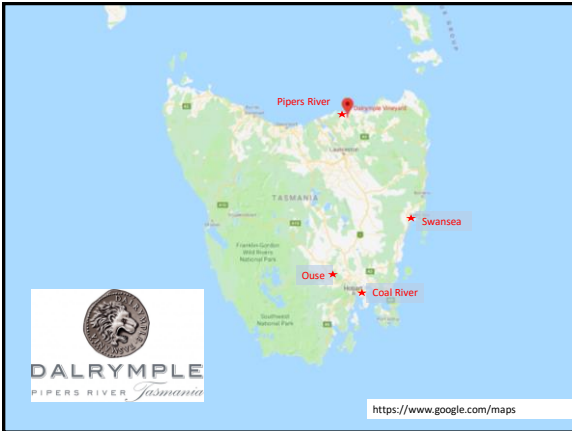 Pipers River
Dalrymple Vineyard
Launceston
TASMANIA
Swansea
Franklin-Gordon
Wild Rivers
National Park
Ouse
Hobart
Coal River
Southwest
National Park
DALRYMPLE
DALRYMPLE
PIPERS RIVER Tasmania
https://www.google.com/maps